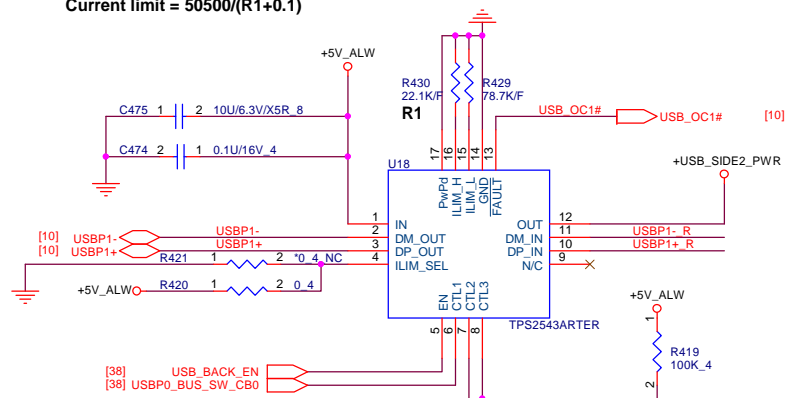 Current limit = 50500/(R1+0.1)
+5V_ALW
R430
22.1K/F
R1
R429
78.7K/F
USB_OC1#
USB_OC1#
[10]
C475 1 2 10U/6.3V/X5R_8
C474 2 1 0.1U/16V_4
+USB_SIDE2_PWR
U18
17
16
15
14
13
PwPd
ILIM_H
ILIM_L
GND
FAULT
1 IN
2 DM_OUT
3 DP_OUT
4 ILIM_SEL
OUT 12
DM_IN 11
DP_IN 10
N/C 9
[10] USBP1- USBP1-
[10] USBP1+ USBP1+
USBP1-_R
USBP1+_R
R421 1 2 *0_4_NC
+5V_ALW R420 1 2 0_4
EN
CTL1
CTL2
CTL3
5
6
7
8
TPS2543ARTER
+5V_ALW
1
R419
100K_4
2
[38] USB_BACK_EN
[38] USBP0_BUS_SW_CB0